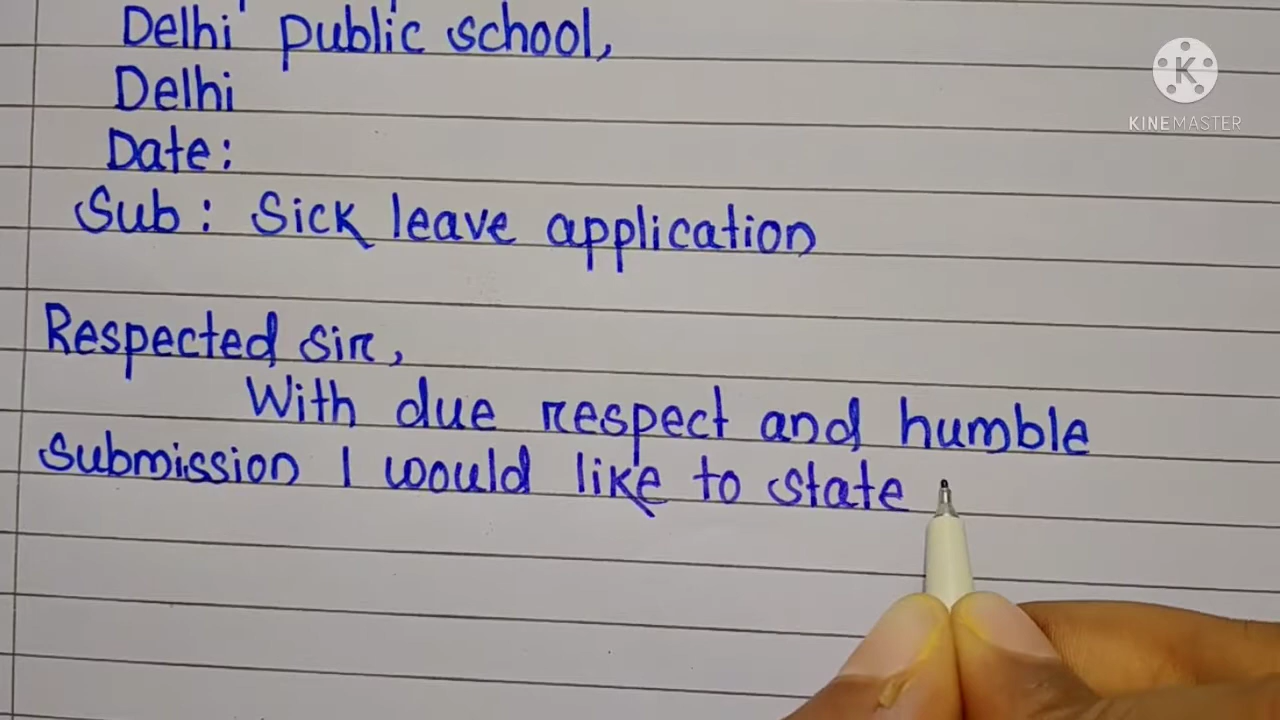 Delhi public school,
Delhi
Date:
Sub: Sick leave application
Respected sir,
With due respect and humble
submission I would like to state
KINEMASTER